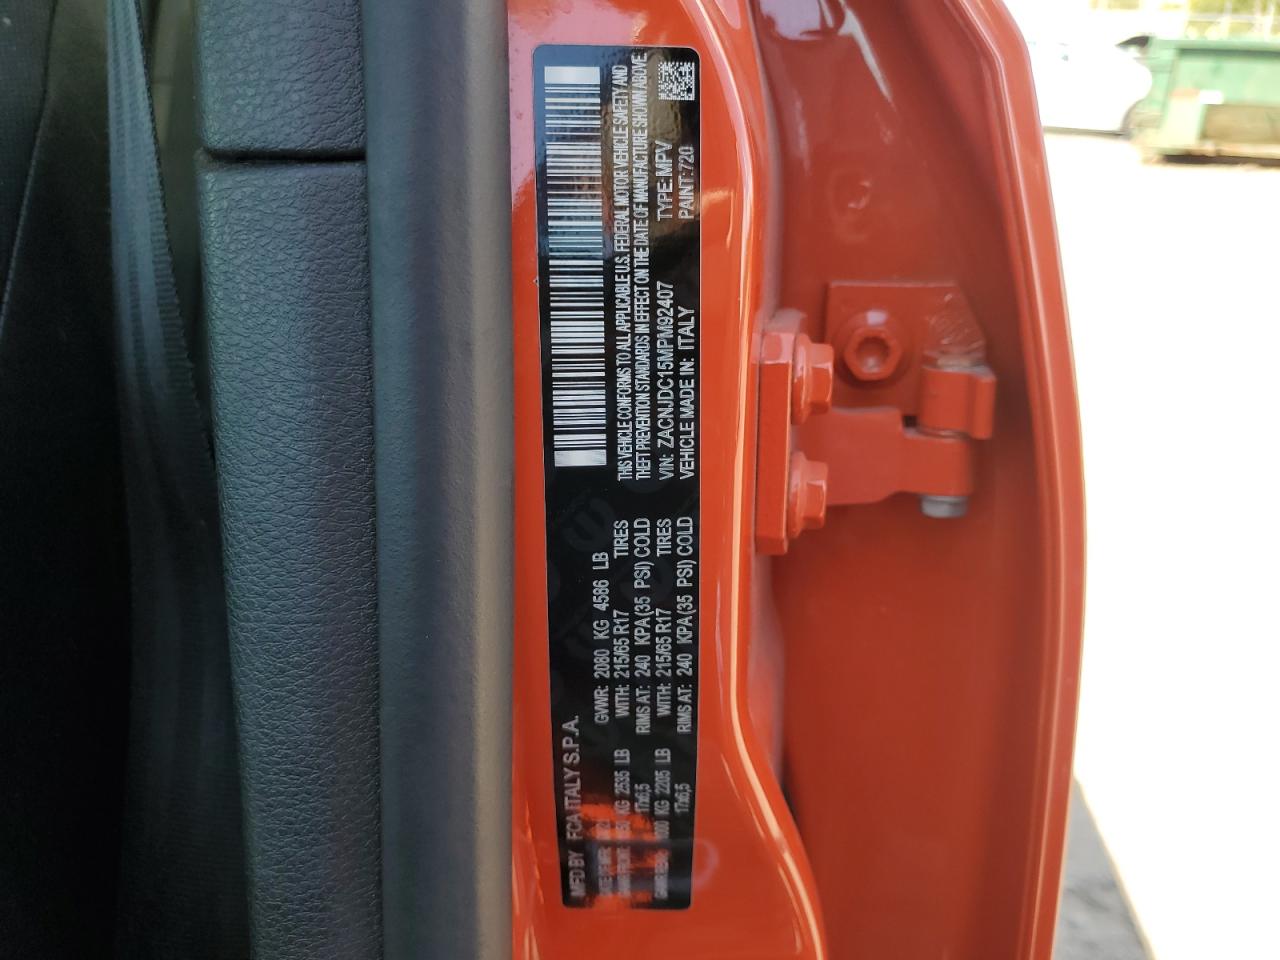 MFD BY FCA ITALY S.P.A.
GVWR: 2080 KG 4586 LB
KG 2535 LB WITH: 215/65 R17 TIRES
17x6,5 RIMS AT: 240 KPA(35 PSI) COLD
KG 2205 LB WITH: 215/65 R17 TIRES
17x6,5 RIMS AT: 240 KPA(35 PSI) COLD
THIS VEHICLE CONFORMS TO ALL APPLICABLE U.S. FEDERAL MOTOR VEHICLE SAFETY AND
THEFT PREVENTION STANDARDS IN EFFECT ON THE DATE OF MANUFACTURE SHOWN ABOVE:
VIN: ZACNJDC15MPM92407 TYPE: MPV
VEHICLE MADE IN: ITALY PAINT: 720